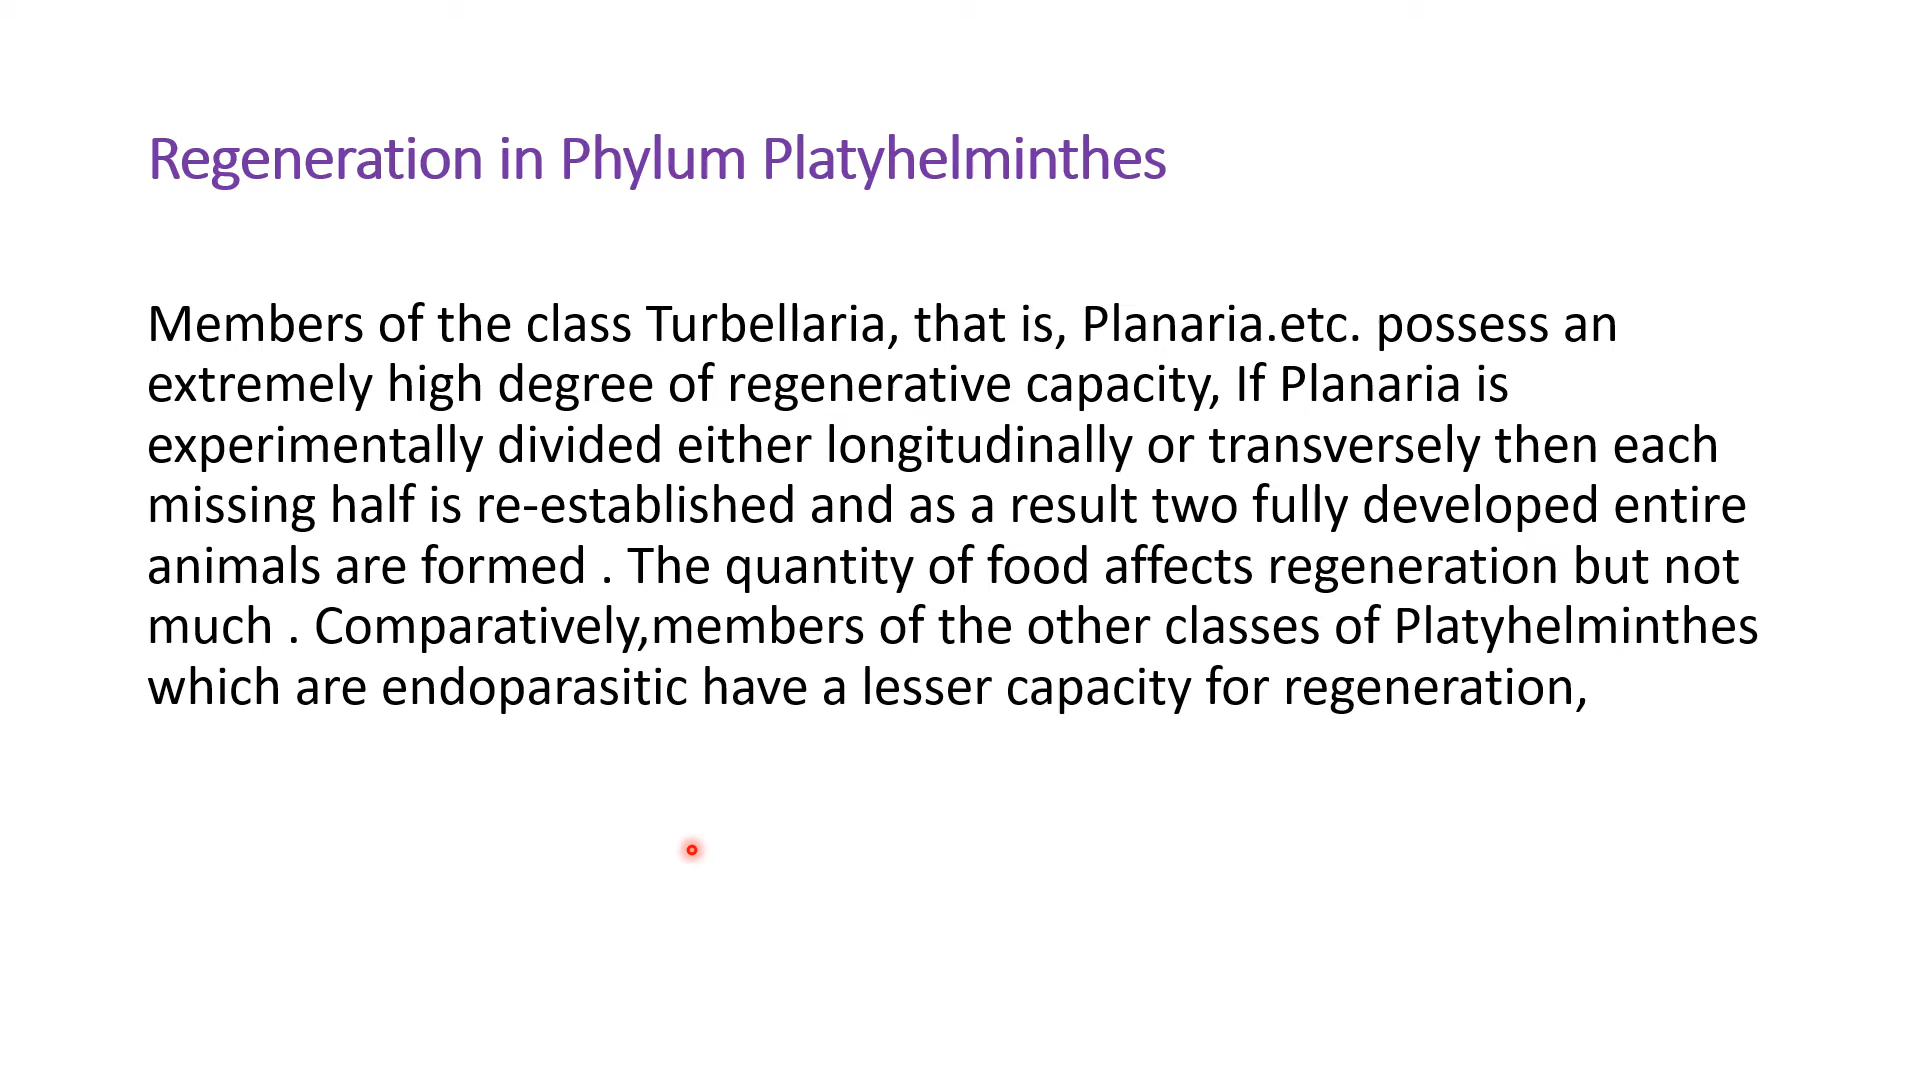 Regeneration in Phylum Platyhelminthes
Members of the class Turbellaria, that is, Planaria.etc. possess an
extremely high degree of regenerative capacity, If Planaria is
experimentally divided either longitudinally or transversely then each
missing half is re-established and as a result two fully developed entire
animals are formed . The quantity of food affects regeneration but not
much . Comparatively,members of the other classes of Platyhelminthes
which are endoparasitic have a lesser capacity for regeneration,